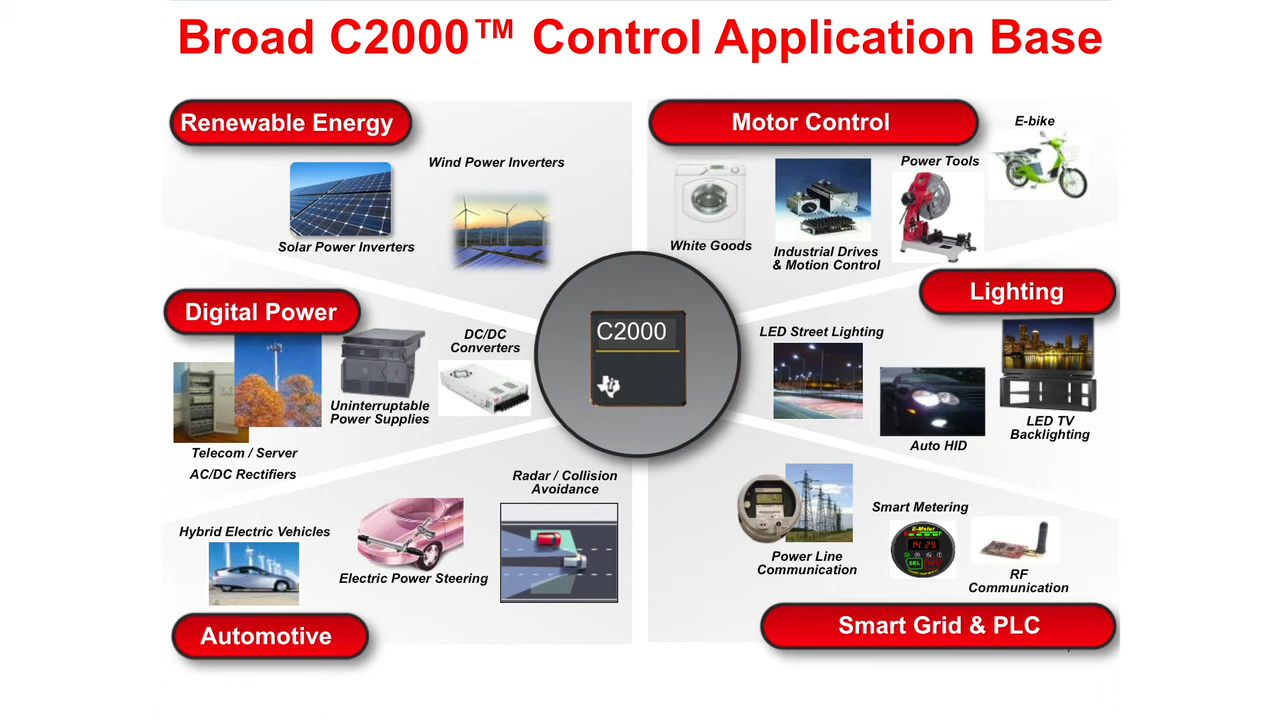 Broad C2000™ Control Application Base
Renewable Energy
Wind Power Inverters
Solar Power Inverters
Motor Control
E-bike
Power Tools
White Goods
Industrial Drives
& Motion Control
Digital Power
DC/DC
Converters
Uninterruptable
Power Supplies
Telecom / Server
AC/DC Rectifiers
C2000
Lighting
LED Street Lighting
Auto HID
LED TV
Backlighting
Radar / Collision
Avoidance
Hybrid Electric Vehicles
Electric Power Steering
Automotive
Power Line
Communication
Smart Metering
E-Meter
14.25
SEL
RF
Communication
Smart Grid & PLC